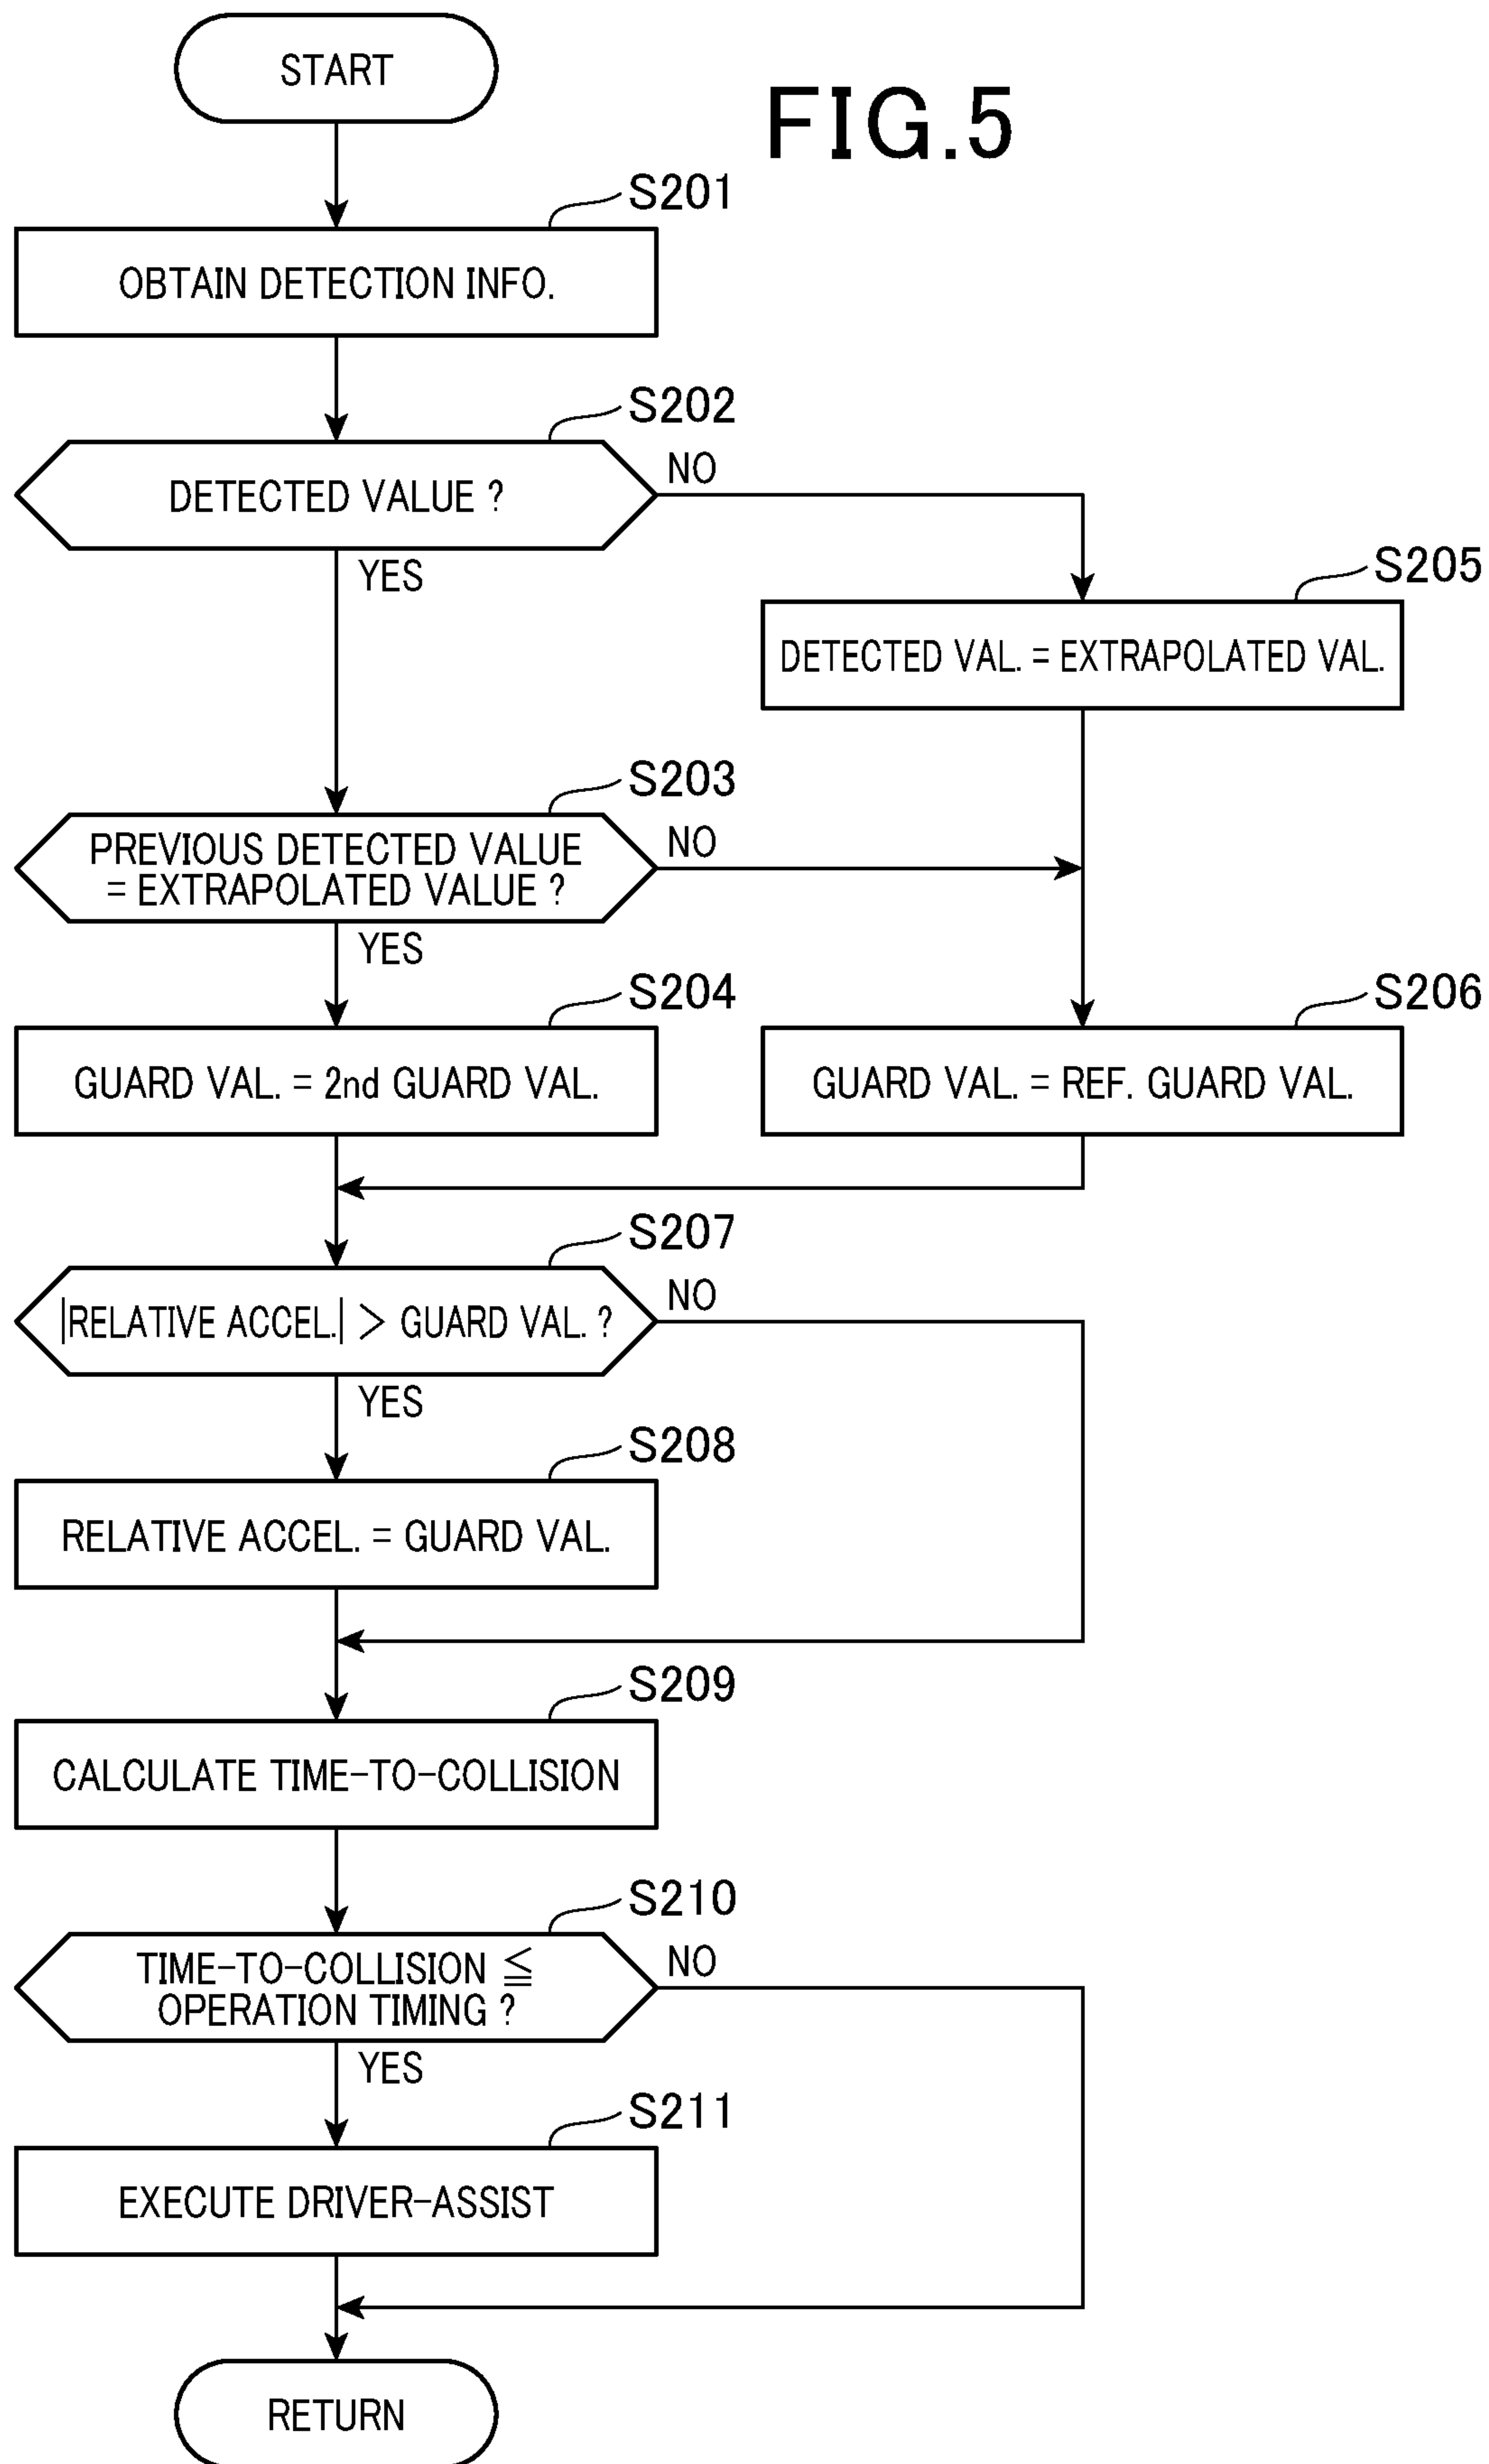 START
FIG.5
S201
OBTAIN DETECTION INFO.
S202
DETECTED VALUE ?
NO
YES
S205
DETECTED VAL. = EXTRAPOLATED VAL.
S203
PREVIOUS DETECTED VALUE
= EXTRAPOLATED VALUE ?
NO
YES
S204
GUARD VAL. = 2nd GUARD VAL.
S206
GUARD VAL. = REF. GUARD VAL.
S207
|RELATIVE ACCEL.| > GUARD VAL. ?
NO
YES
S208
RELATIVE ACCEL. = GUARD VAL.
S209
CALCULATE TIME-TO-COLLISION
S210
TIME-TO-COLLISION ≦
OPERATION TIMING ?
NO
YES
S211
EXECUTE DRIVER-ASSIST
RETURN